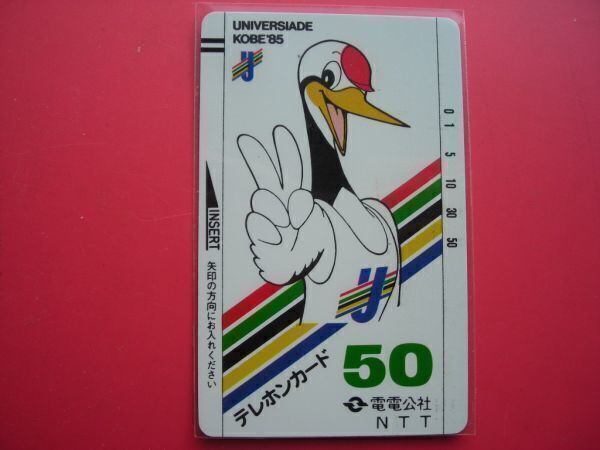 UNIVERSIADE
KOBE '85
U
0 1 5 10 30 50
INSERT
矢印の方向にお入れください
U
テレホンカード
50
電電公社
NTT